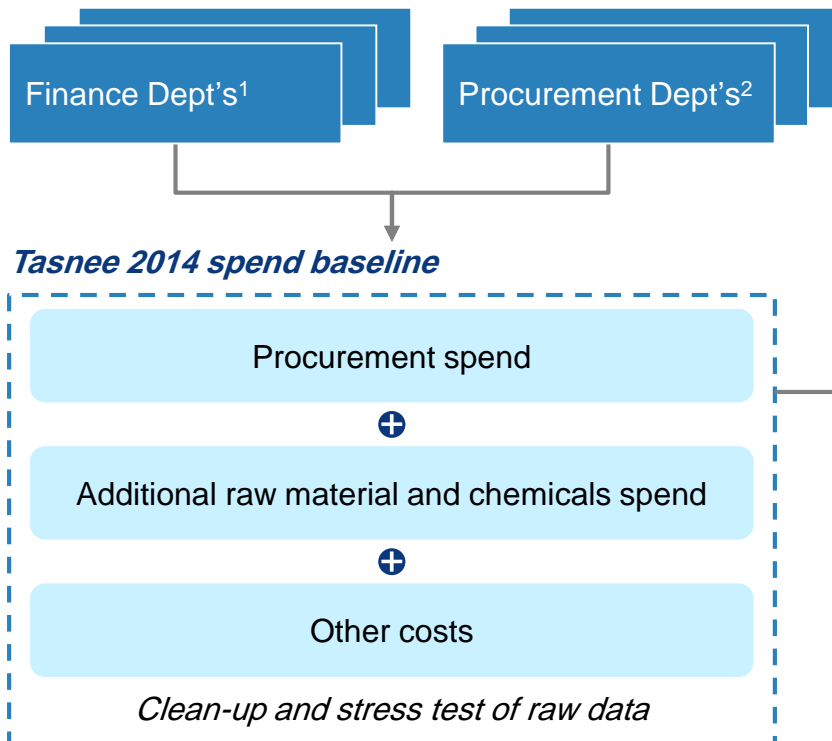 Finance Dept's¹
Procurement Dept's²
Tasnee 2014 spend baseline
Procurement spend
Additional raw material and chemicals spend
Other costs
Clean-up and stress test of raw data